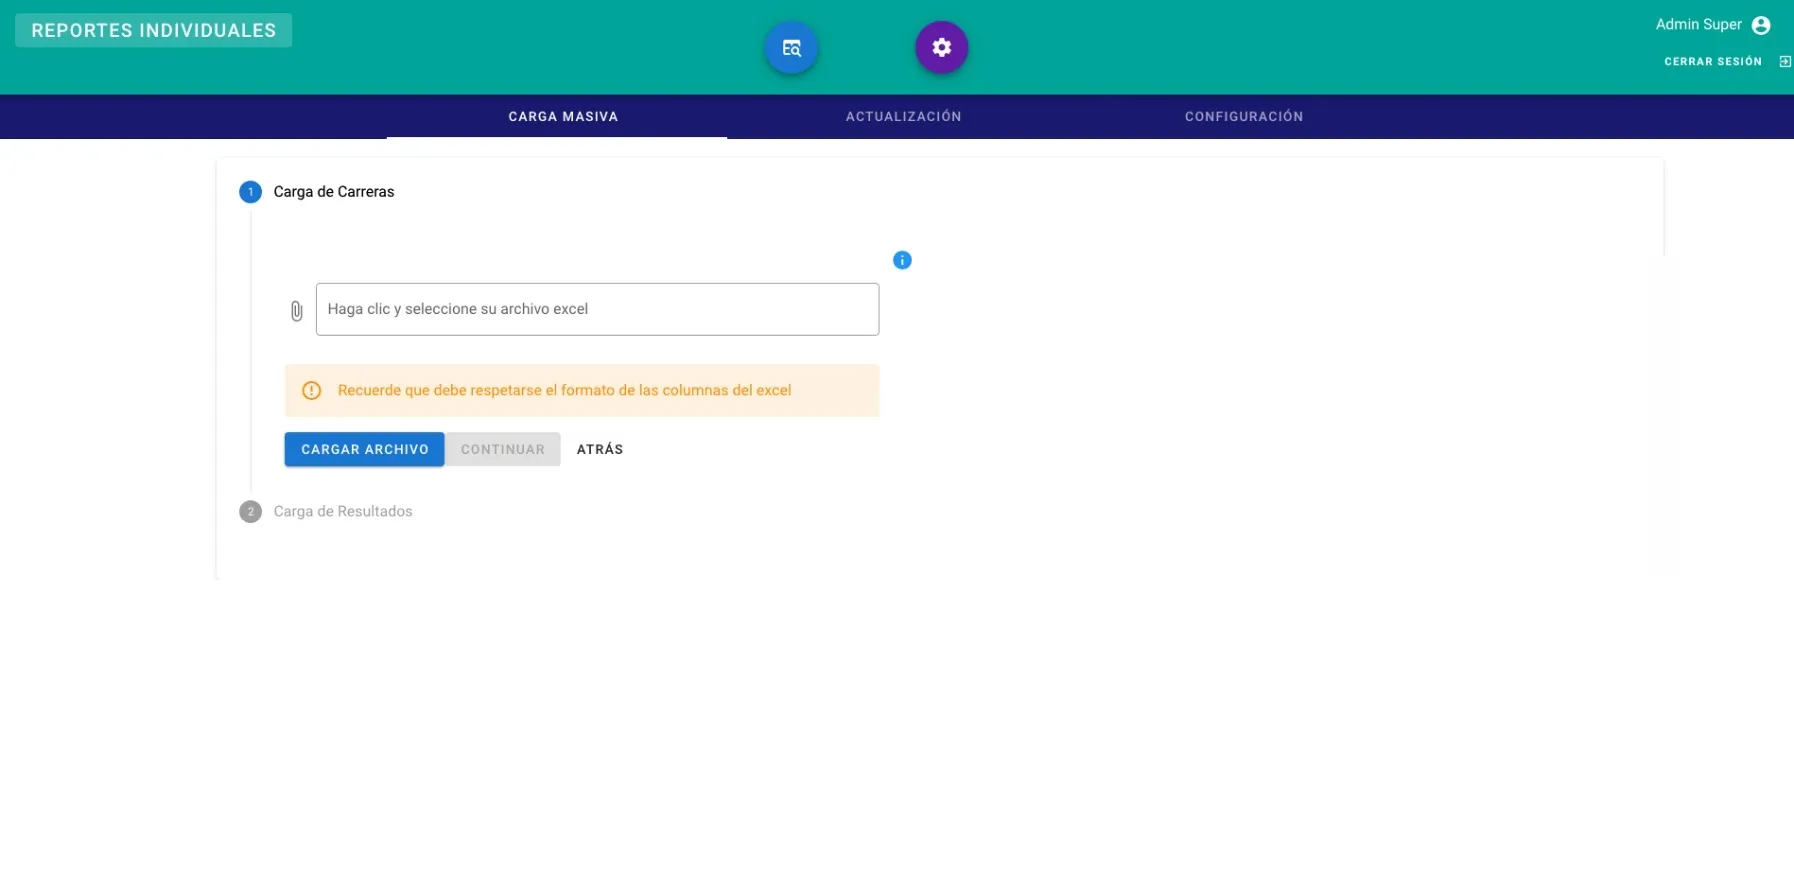 REPORTES INDIVIDUALES
Admin Super
CERRAR SESIÓN
CARGA MASIVA
ACTUALIZACIÓN
CONFIGURACIÓN
1 Carga de Carreras
Haga clic y seleccione su archivo excel
Recuerde que debe respetarse el formato de las columnas del excel
CARGAR ARCHIVO
CONTINUAR
ATRÁS
2 Carga de Resultados